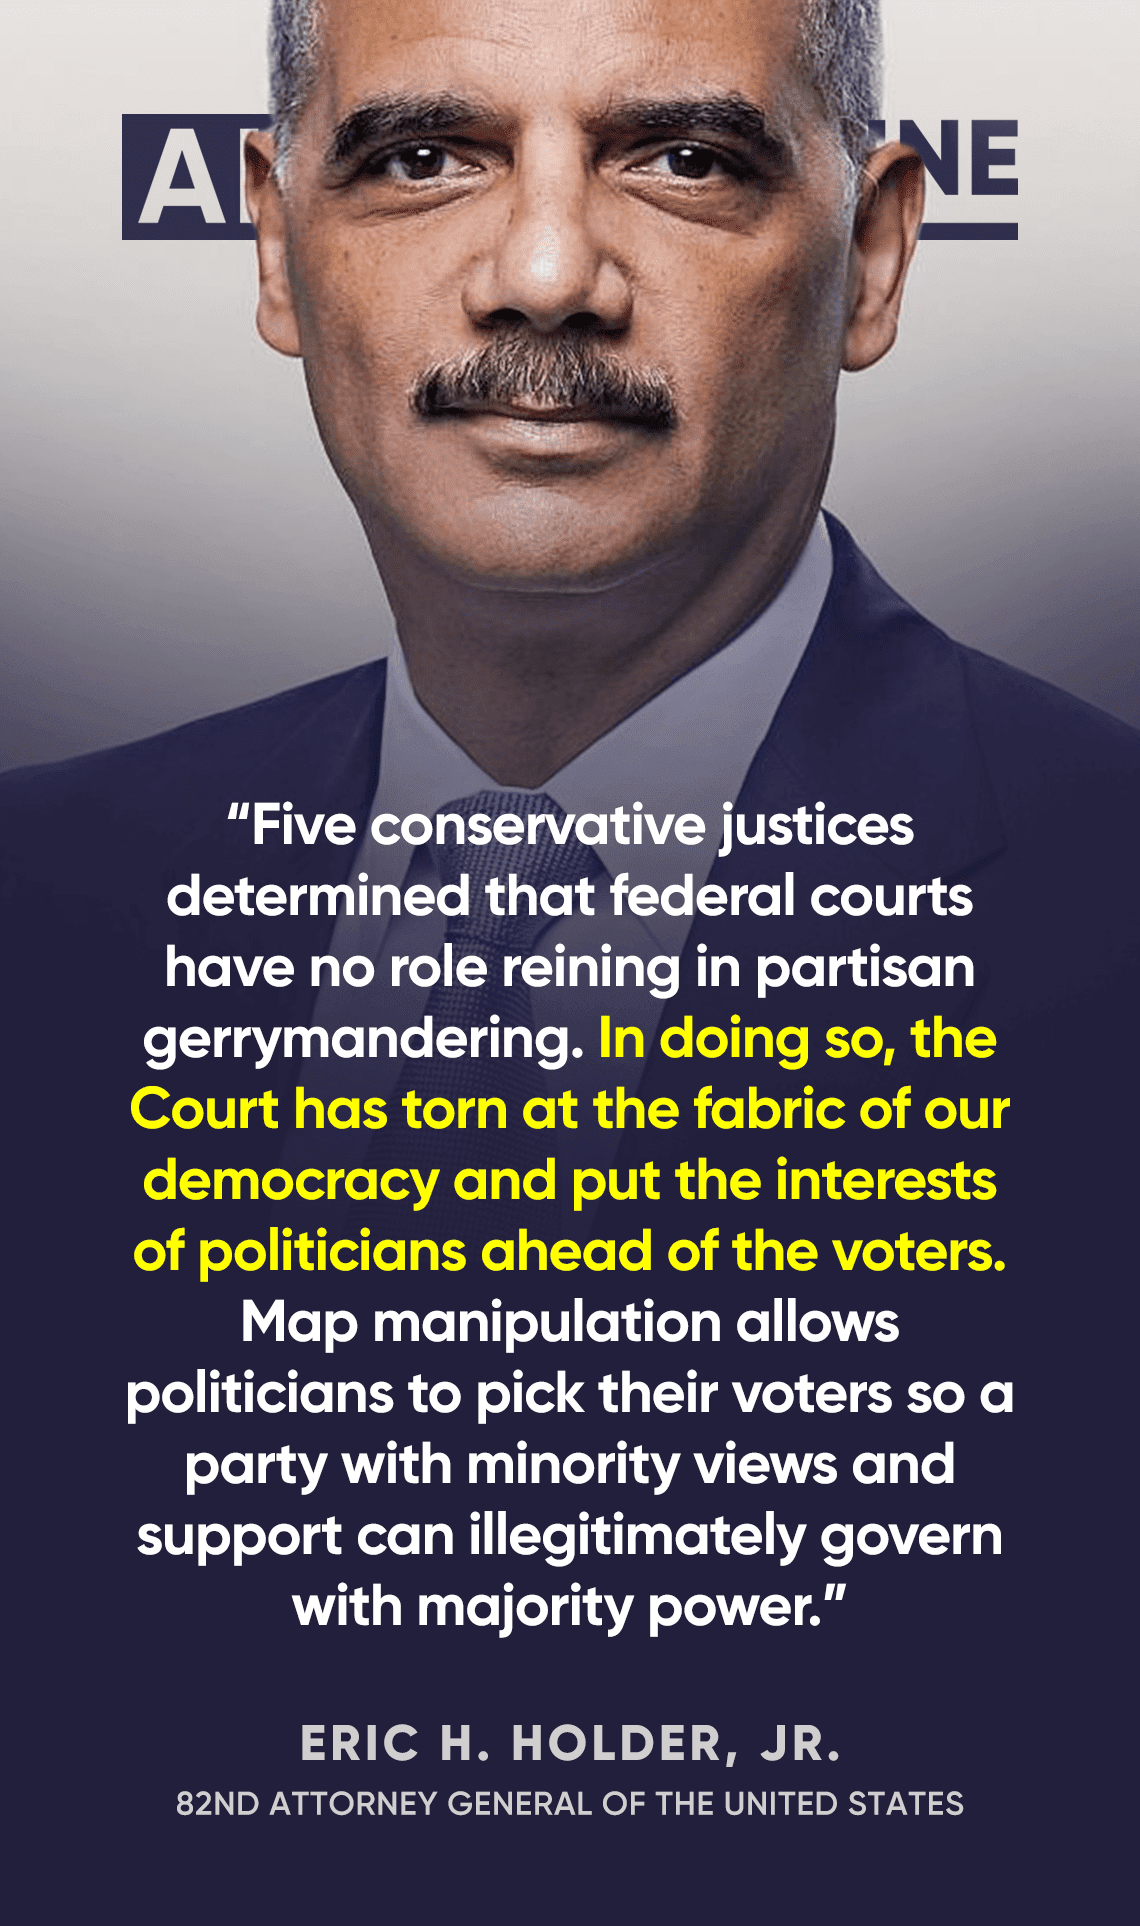 “Five conservative justices
determined that federal courts
have no role reining in partisan
gerrymandering. In doing so, the
Court has torn at the fabric of our
democracy and put the interests
of politicians ahead of the voters.
Map manipulation allows
politicians to pick their voters so a
party with minority views and
support can illegitimately govern
with majority power.”
ERIC H. HOLDER, JR.
82ND ATTORNEY GENERAL OF THE UNITED STATES